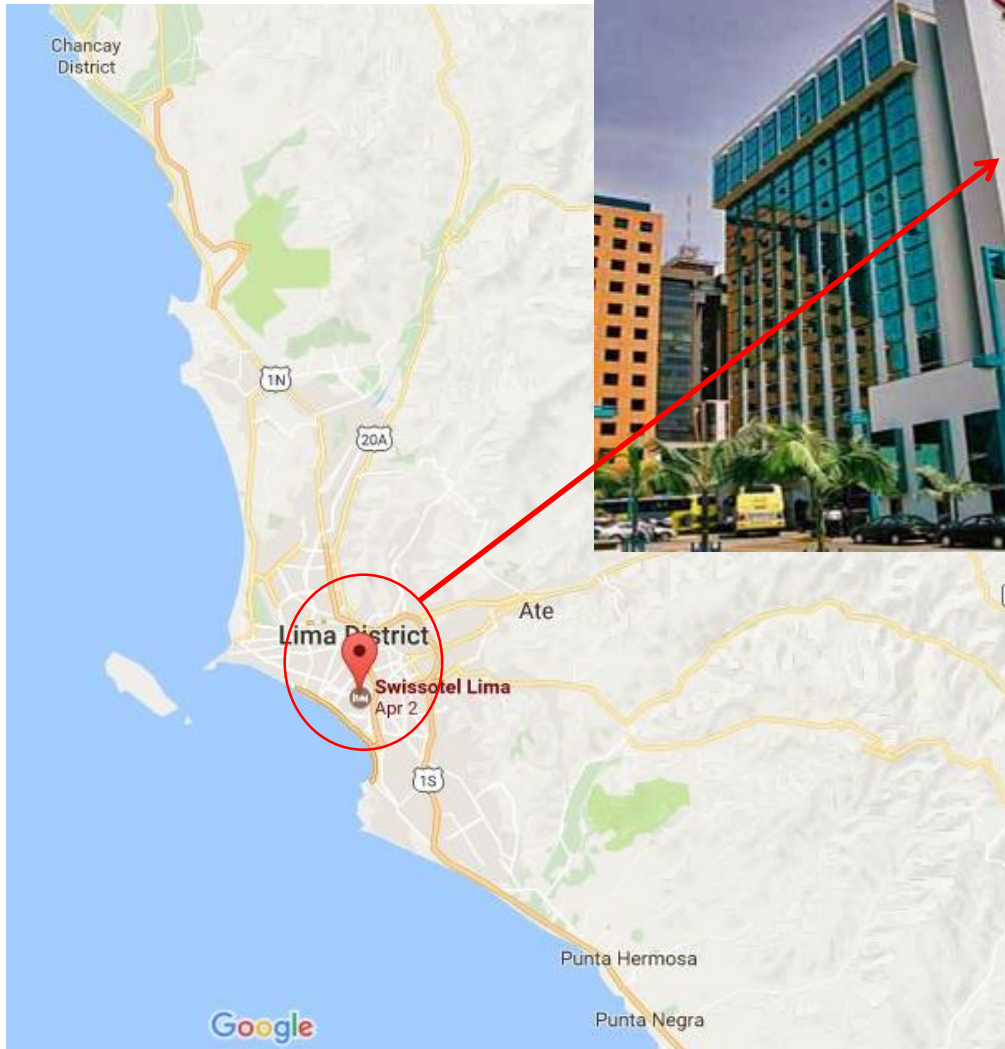 Chancay
District
1N
20A
Ate
Lima District
Swissotel Lima
Apr 2
1S
Punta Hermosa
Punta Negra
Google